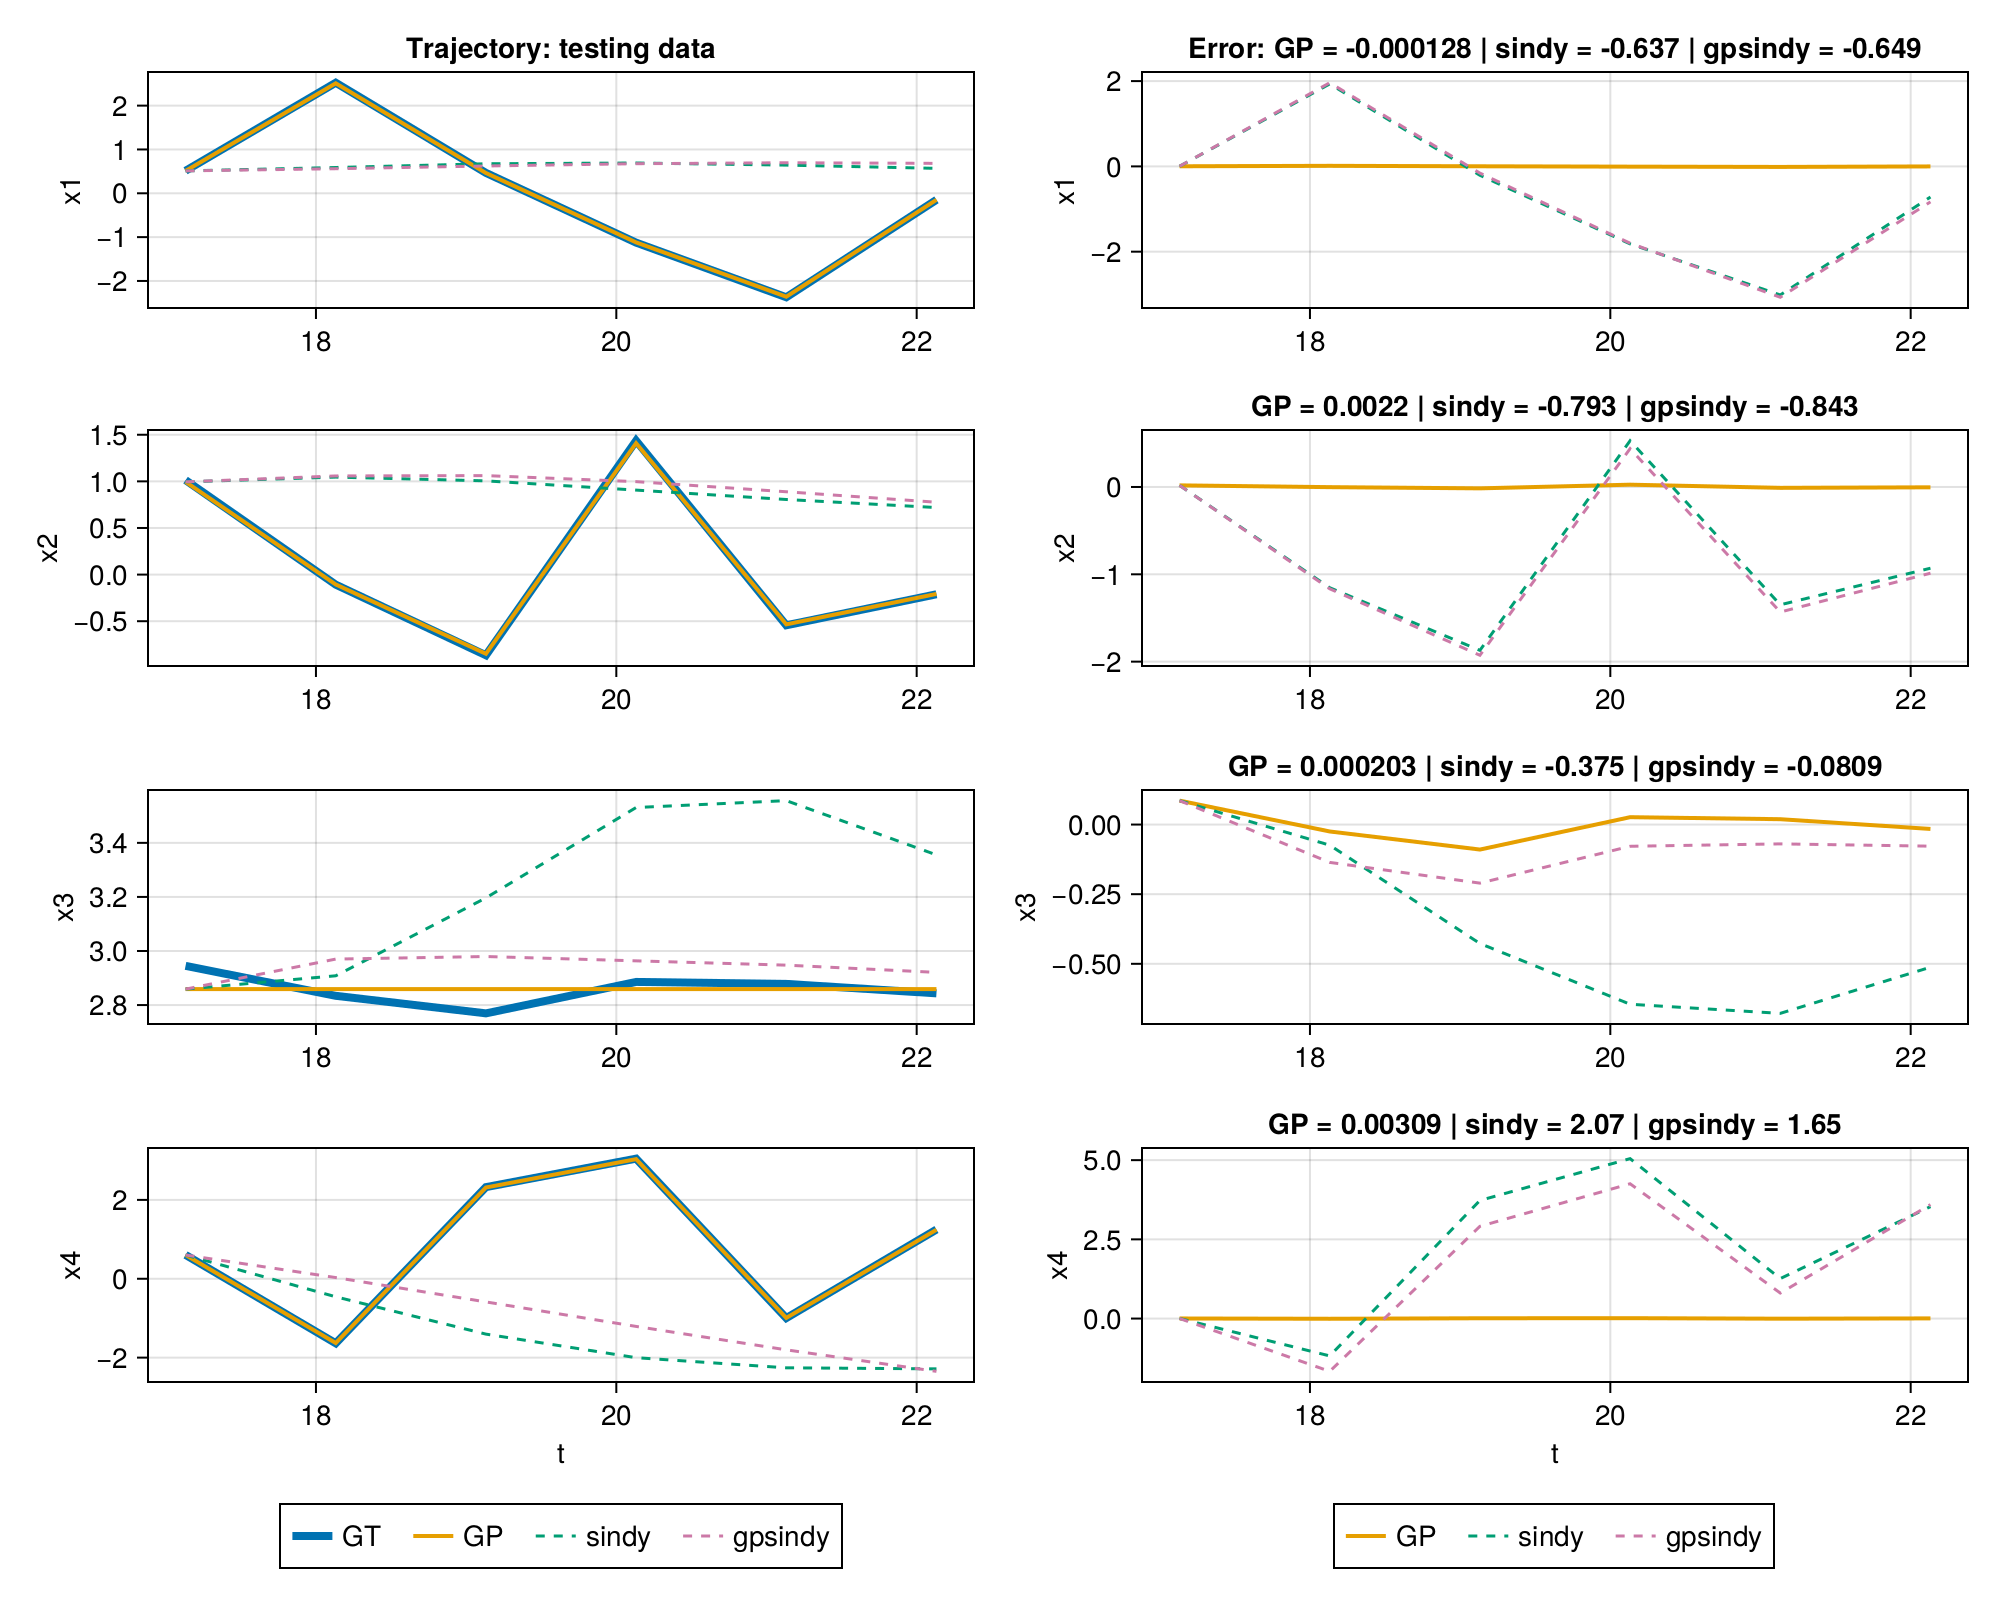 Trajectory: testing data
x1
2
1
0
−1
−2
18 20 22
Error: GP = -0.000128 | sindy = -0.637 | gpsindy = -0.649
x1
2
0
−2
18 20 22
x2
1.5
1.0
0.5
0.0
−0.5
18 20 22
GP = 0.0022 | sindy = -0.793 | gpsindy = -0.843
x2
0
−1
−2
18 20 22
x3
3.4
3.2
3.0
2.8
18 20 22
GP = 0.000203 | sindy = -0.375 | gpsindy = -0.0809
x3
0.00
−0.25
−0.50
18 20 22
x4
2
0
−2
18 20 22
t
GP = 0.00309 | sindy = 2.07 | gpsindy = 1.65
x4
5.0
2.5
0.0
18 20 22
t
GT GP sindy gpsindy
GP sindy gpsindy